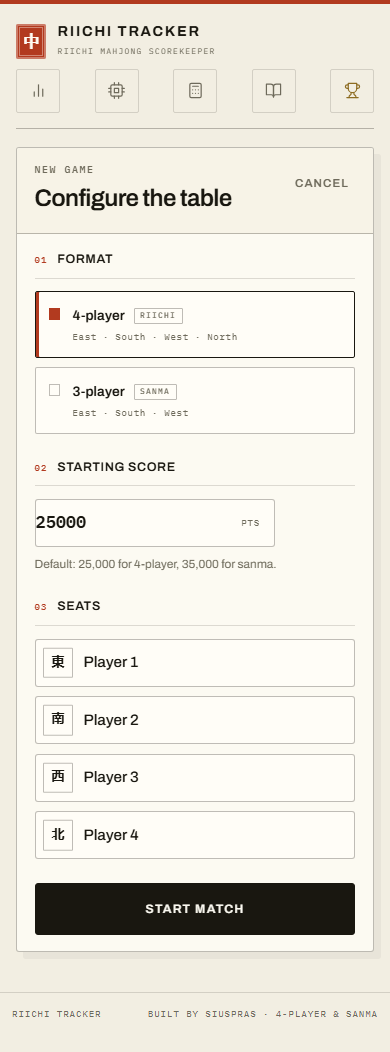 中
RIICHI TRACKER
RIICHI MAHJONG SCOREKEEPER
NEW GAME
Configure the table
CANCEL
01 FORMAT
4-player RIICHI
East · South · West · North
3-player SANMA
East · South · West
02 STARTING SCORE
25000 PTS
Default: 25,000 for 4-player, 35,000 for sanma.
03 SEATS
東 Player 1
南 Player 2
西 Player 3
北 Player 4
START MATCH
RIICHI TRACKER
BUILT BY SIUSPRAS · 4-PLAYER & SANMA